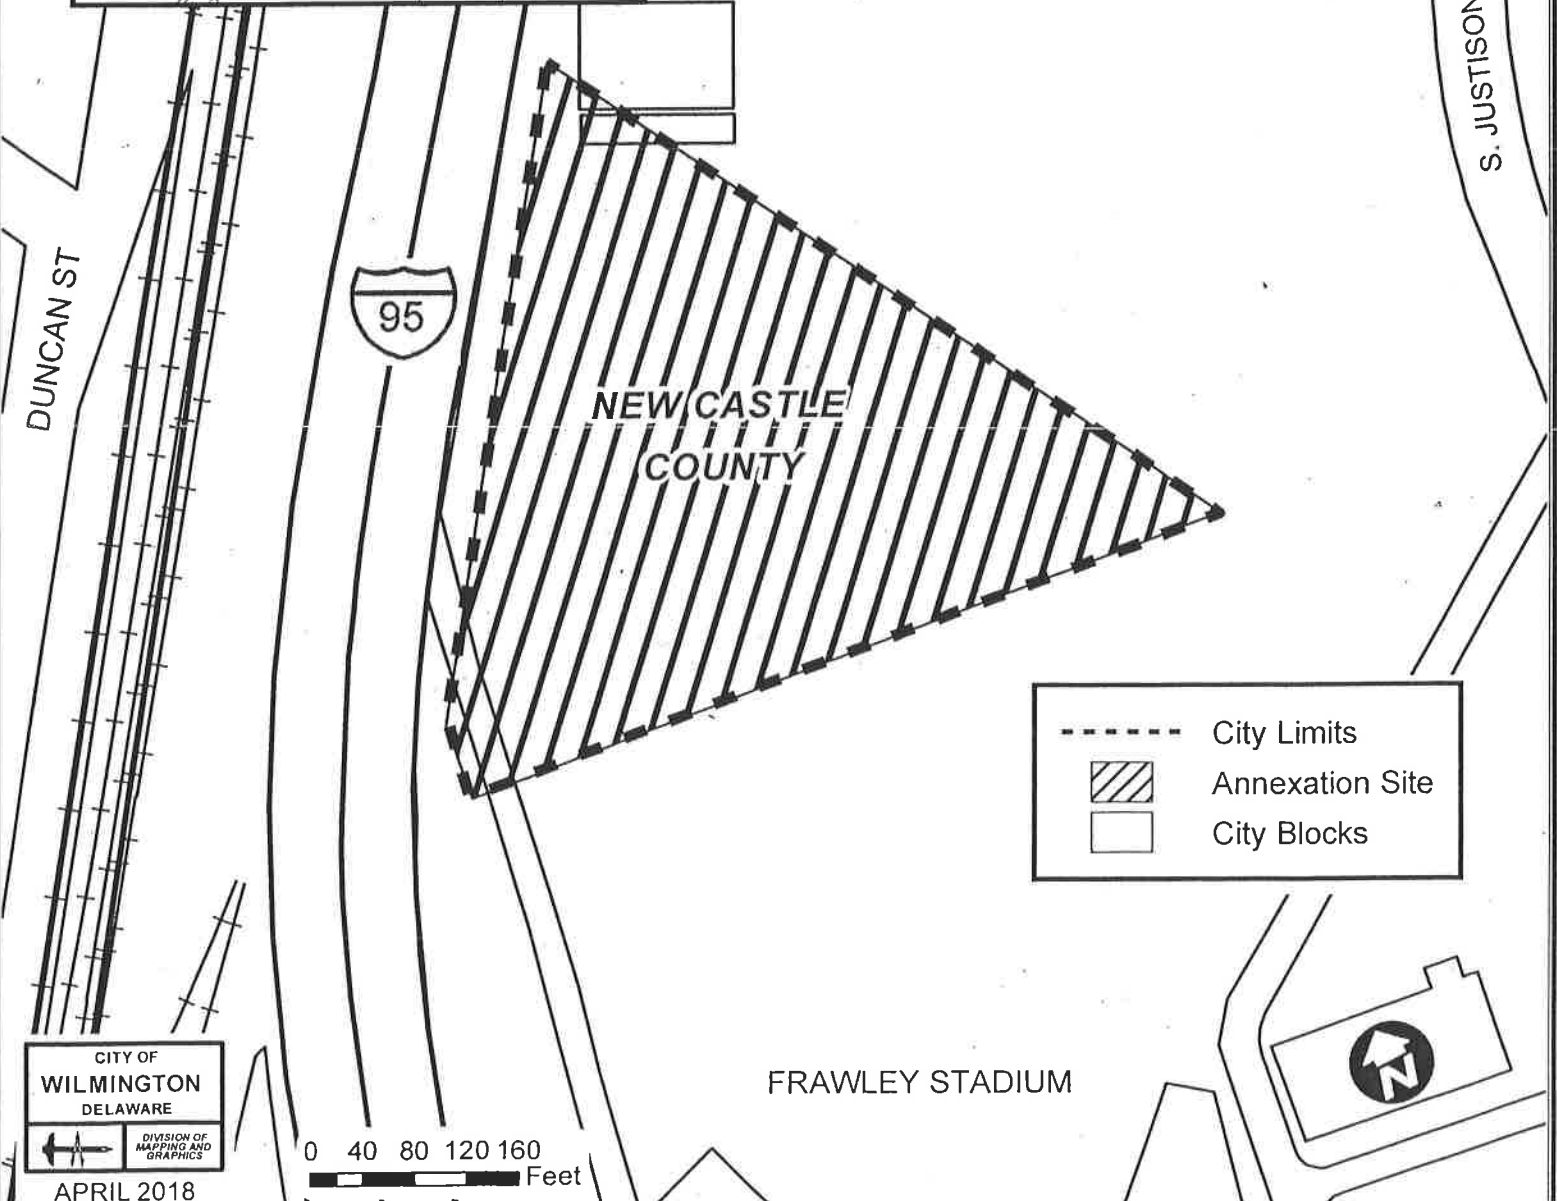 S. JUSTISON
DUNCAN ST
95
NEW CASTLE
COUNTY
City Limits
Annexation Site
City Blocks
FRAWLEY STADIUM
N
CITY OF
WILMINGTON
DELAWARE
DIVISION OF
MAPPING AND
GRAPHICS
APRIL 2018
0 40 80 120 160
Feet